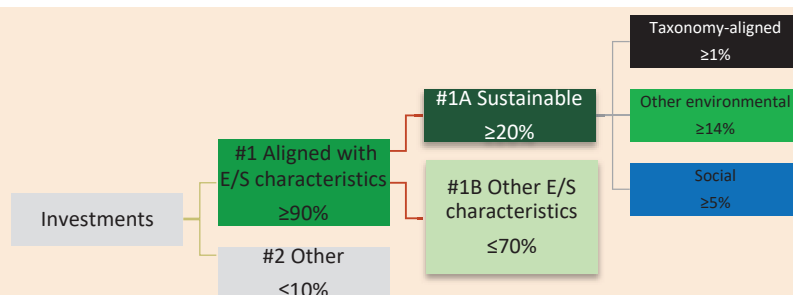 Taxonomy-aligned
≥1%
#1A Sustainable
≥20%
Other environmental
≥14%
#1 Aligned with
E/S characteristics
≥90%
Social
≥5%
#1B Other E/S
characteristics
≤70%
Investments
#2 Other
≤10%